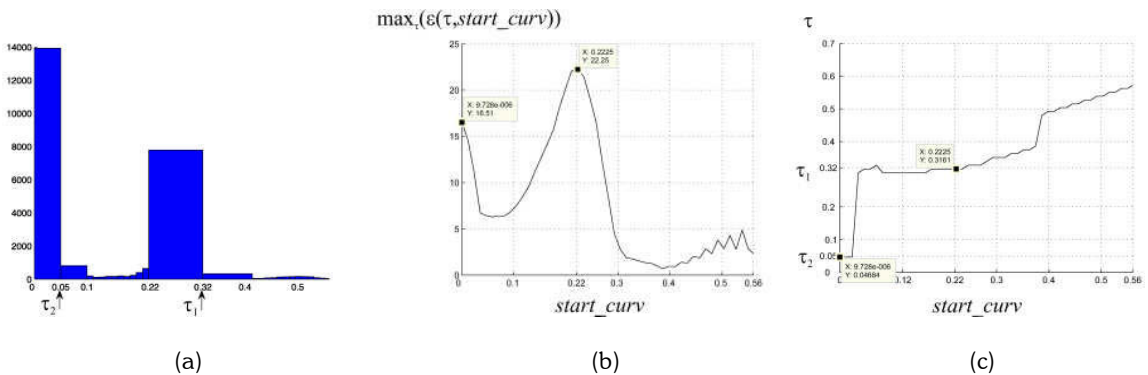 14000
12000
10000
8000
6000
4000
2000
0
0 0.05 0.1 0.22 0.32 0.5
τ2 τ1
(a)
maxτ(ε(τ,start_curv))
25
20
15
10
5
0
X: 9.728e-006
Y: 16.51
X: 0.2225
Y: 22.25
0.1 0.22 0.3 0.4 0.5 0.56
start_curv
(b)
τ
0.7
0.6
0.5
0.4
τ1 0.32
0.2
0.1
τ2 0.05
0
X: 0.2225
Y: 0.3161
X: 9.728e-006
Y: 0.04684
0.12 0.22 0.3 0.4 0.5 0.56
start_curv
(c)